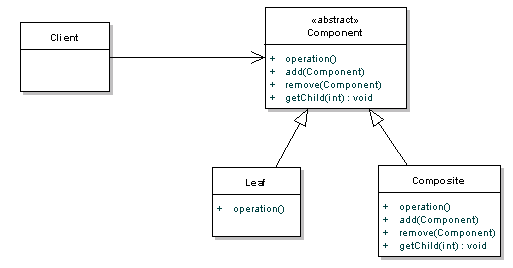 Client
«abstract»
Component
+ operation()
+ add(Component)
+ remove(Component)
+ getChild(int) : void
Leaf
+ operation()
Composite
+ operation()
+ add(Component)
+ remove(Component)
+ getChild(int) : void